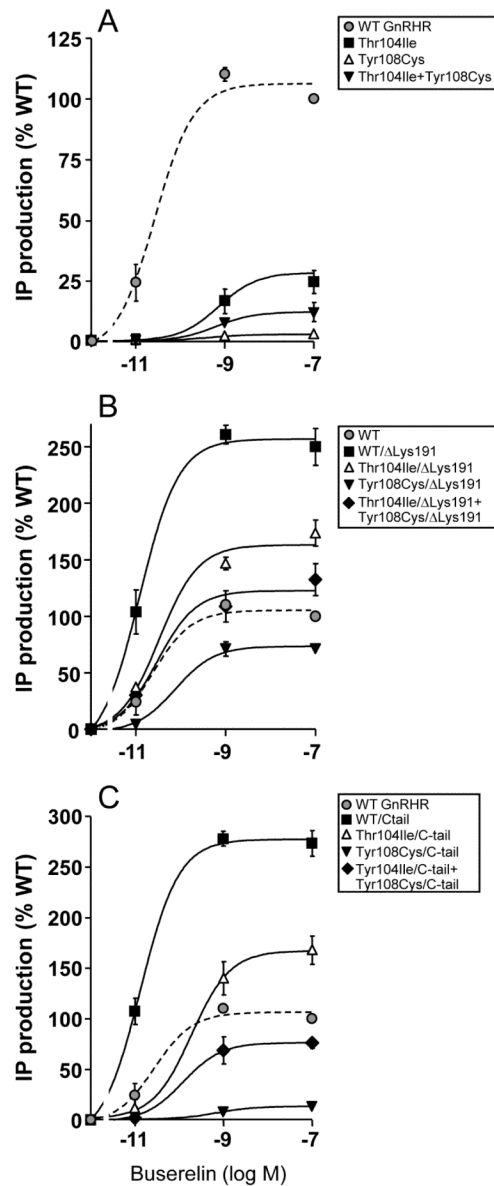 A
WT GnRHR
Thr104Ile
Tyr108Cys
Thr104Ile+Tyr108Cys
IP production (% WT)
125
100
75
50
25
0
-11 -9 -7
B
WT
WT/ΔLys191
Thr104Ile/ΔLys191
Tyr108Cys/ΔLys191
Thr104Ile/ΔLys191+
Tyr108Cys/ΔLys191
IP production (% WT)
250
200
150
100
50
0
-11 -9 -7
C
WT GnRHR
WT/Ctail
Thr104Ile/C-tail
Tyr108Cys/C-tail
Tyr104Ile/C-tail+
Tyr108Cys/C-tail
IP production (% WT)
300
250
200
150
100
50
0
-11 -9 -7
Buserelin (log M)